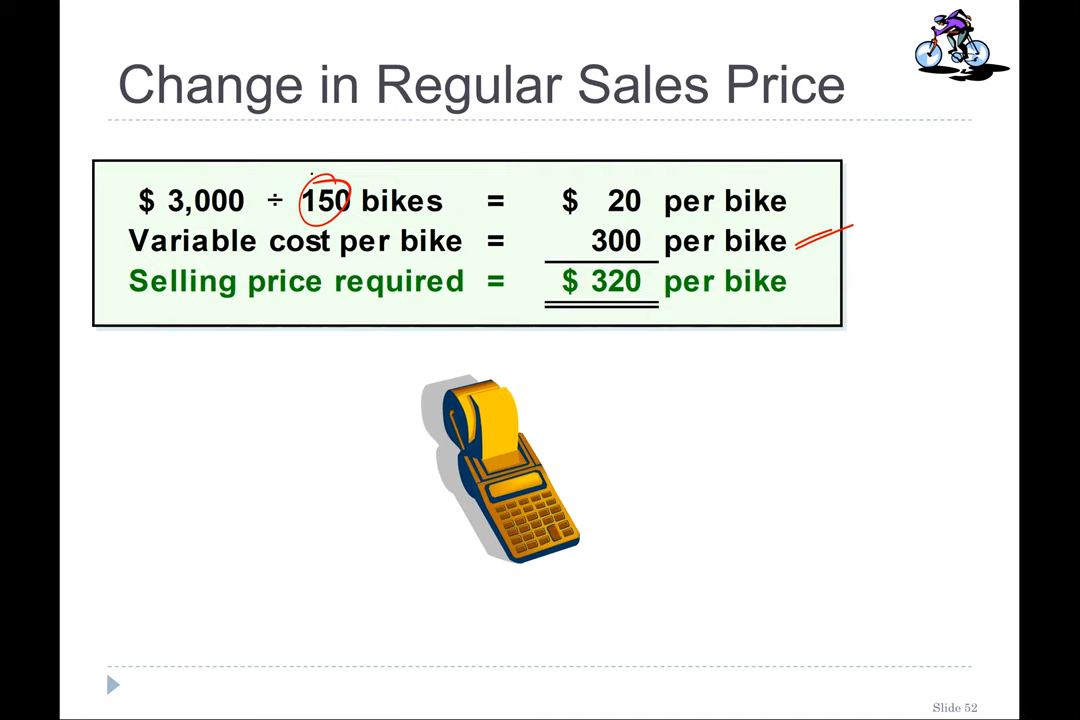 Change in Regular Sales Price
$ 3,000 ÷ 150 bikes = $ 20 per bike
Variable cost per bike = 300 per bike
Selling price required = $ 320 per bike
Slide 52